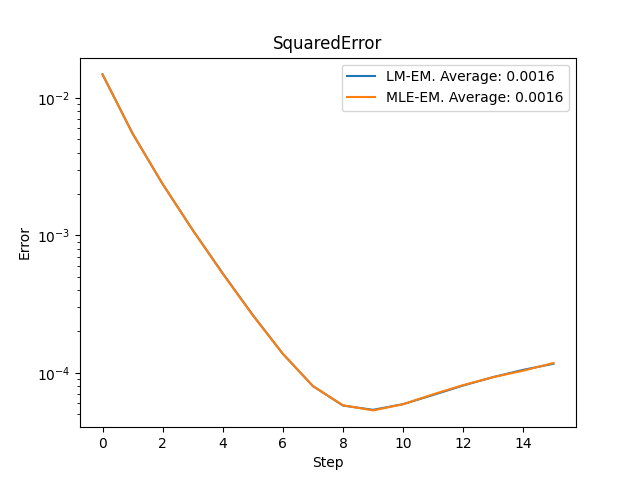 SquaredError
LM-EM. Average: 0.0016
MLE-EM. Average: 0.0016
10⁻²
10⁻³
10⁻⁴
Error
0 2 4 6 8 10 12 14
Step